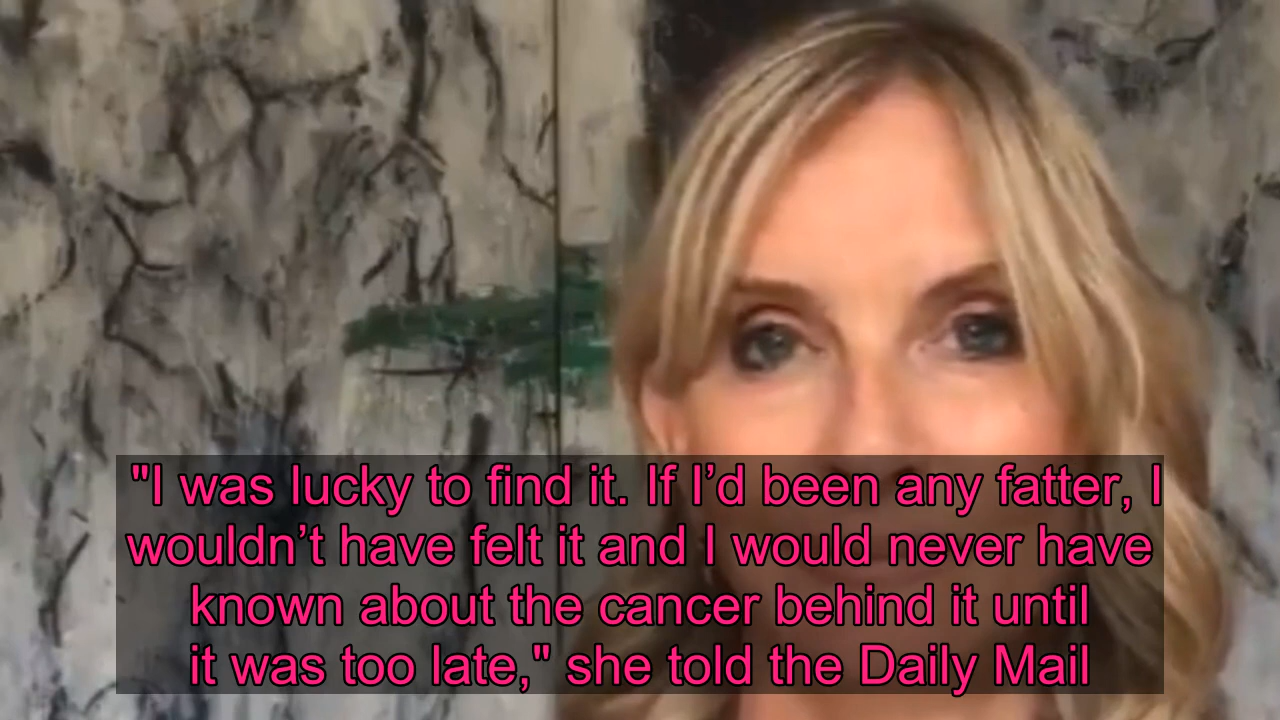 "I was lucky to find it. If I’d been any fatter, I
wouldn’t have felt it and I would never have
known about the cancer behind it until
it was too late," she told the Daily Mail